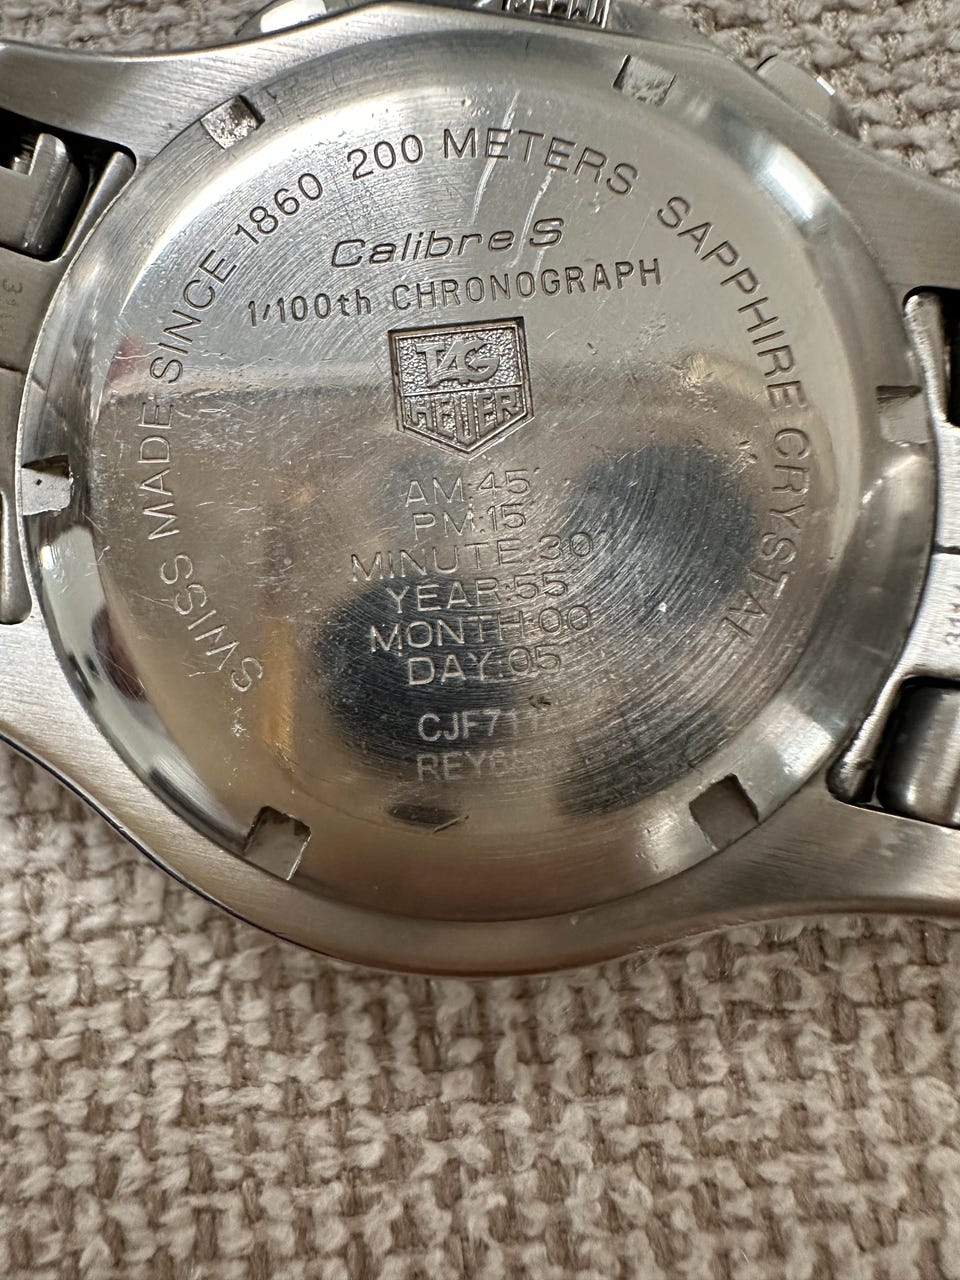 SWISS MADE SINCE 1860 200 METERS SAPPHIRE CRYSTAL
Calibre S
1/100th CHRONOGRAPH
TAG
HEUER
AM:45
PM:15
MINUTE:30
YEAR:55
MONTH:00
DAY:05